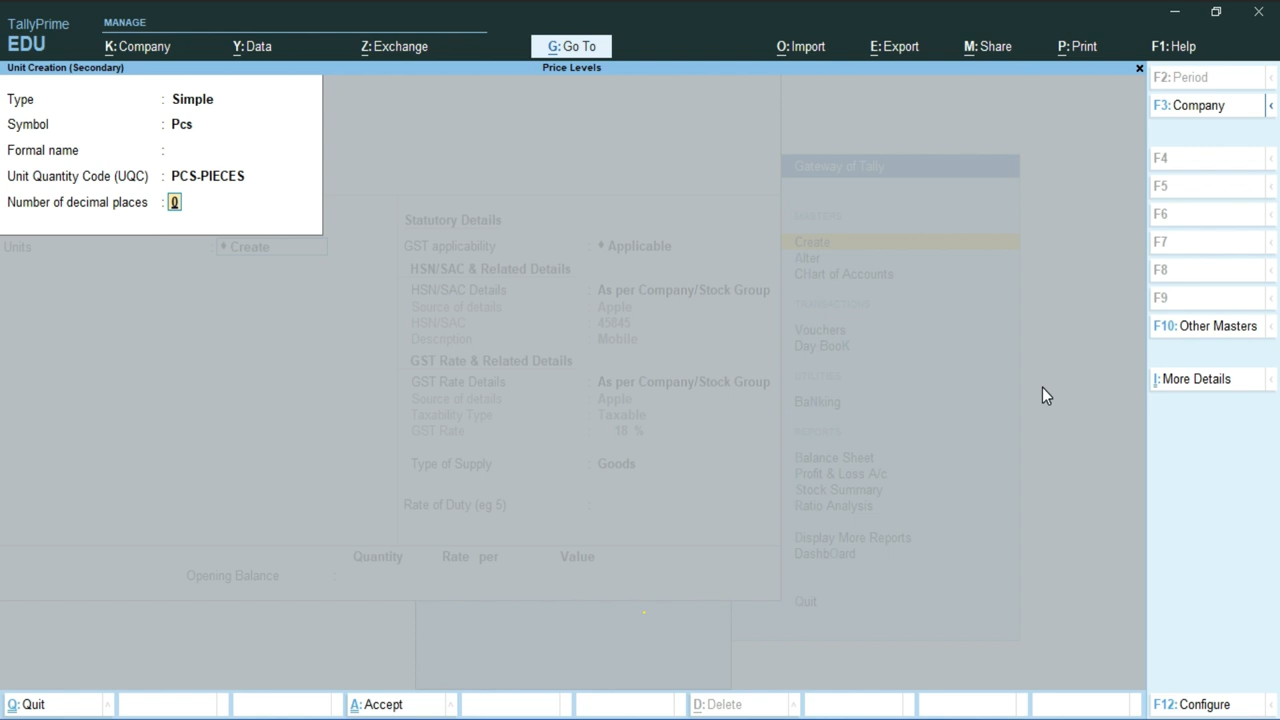 TallyPrime
EDU
MANAGE
K:Company
Y:Data
Z:Exchange
G:Go To
O:Import
E:Export
M:Share
P:Print
F1:Help
Unit Creation (Secondary)
Price Levels
Type : Simple
Symbol : Pcs
Formal name :
Unit Quantity Code (UQC) : PCS-PIECES
Number of decimal places : 0
Units : ♦ Create
Statutory Details
GST applicability : ♦ Applicable
HSN/SAC & Related Details
HSN/SAC Details : As per Company/Stock Group
Source of details : Apple
HSN/SAC : 45845
Description : Mobile
GST Rate & Related Details
GST Rate Details : As per Company/Stock Group
Source of details : Apple
Taxability Type : Taxable
GST Rate : 18 %
Type of Supply : Goods
Rate of Duty (eg 5) :
Quantity Rate per Value
Opening Balance :
Gateway of Tally
MASTERS
Create
Alter
CHart of Accounts
TRANSACTIONS
Vouchers
Day BooK
UTILITIES
BaNking
REPORTS
Balance Sheet
Profit & Loss A/c
Stock Summary
Ratio Analysis
Display More Reports
DashbOard
Quit
F2: Period
F3: Company
F4
F5
F6
F7
F8
F9
F10: Other Masters
I:More Details
Q:Quit
A:Accept
D:Delete
F12: Configure